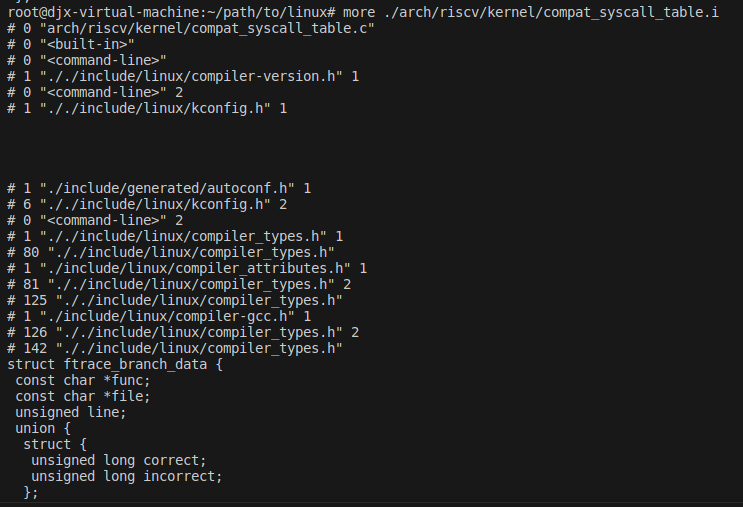 root@djx-virtual-machine:~/path/to/linux# more ./arch/riscv/kernel/compat_syscall_table.i
# 0 "arch/riscv/kernel/compat_syscall_table.c"
# 0 "<built-in>"
# 0 "<command-line>"
# 1 "././include/linux/compiler-version.h" 1
# 0 "<command-line>" 2
# 1 "././include/linux/kconfig.h" 1
# 1 "./include/generated/autoconf.h" 1
# 6 "././include/linux/kconfig.h" 2
# 0 "<command-line>" 2
# 1 "././include/linux/compiler_types.h" 1
# 80 "././include/linux/compiler_types.h"
# 1 "./include/linux/compiler_attributes.h" 1
# 81 "././include/linux/compiler_types.h" 2
# 125 "././include/linux/compiler_types.h"
# 1 "./include/linux/compiler-gcc.h" 1
# 126 "././include/linux/compiler_types.h" 2
# 142 "././include/linux/compiler_types.h"
struct ftrace_branch_data {
 const char *func;
 const char *file;
 unsigned line;
 union {
  struct {
   unsigned long correct;
   unsigned long incorrect;
  };